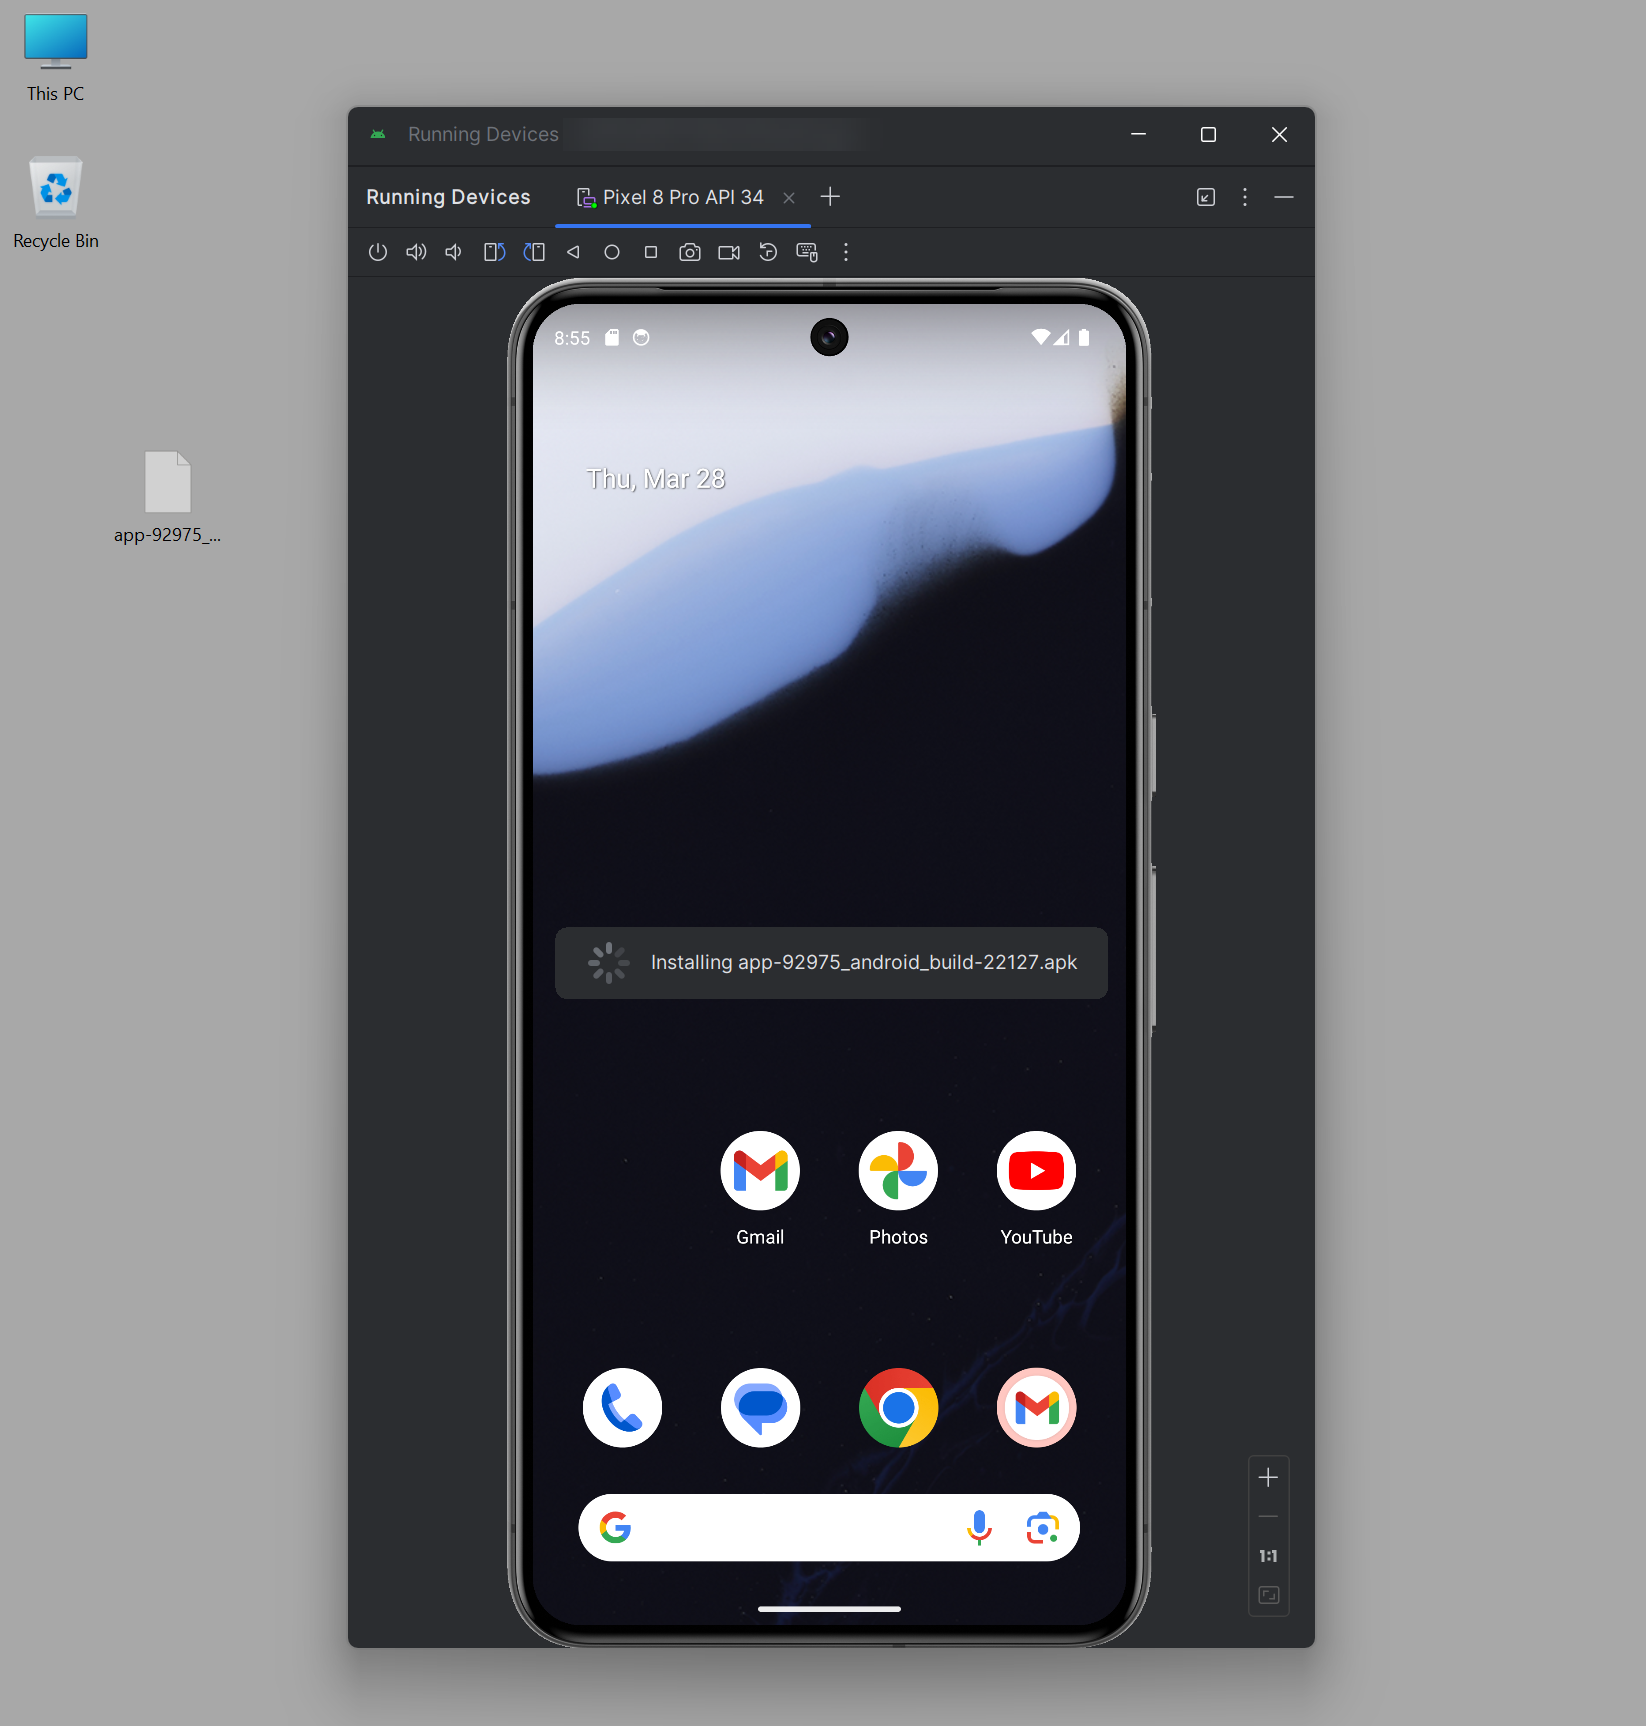 This PC
Recycle Bin
app-92975_...
Running Devices
Running Devices
Pixel 8 Pro API 34
8:55
Thu, Mar 28
Installing app-92975_android_build-22127.apk
Gmail
Photos
YouTube
1:1